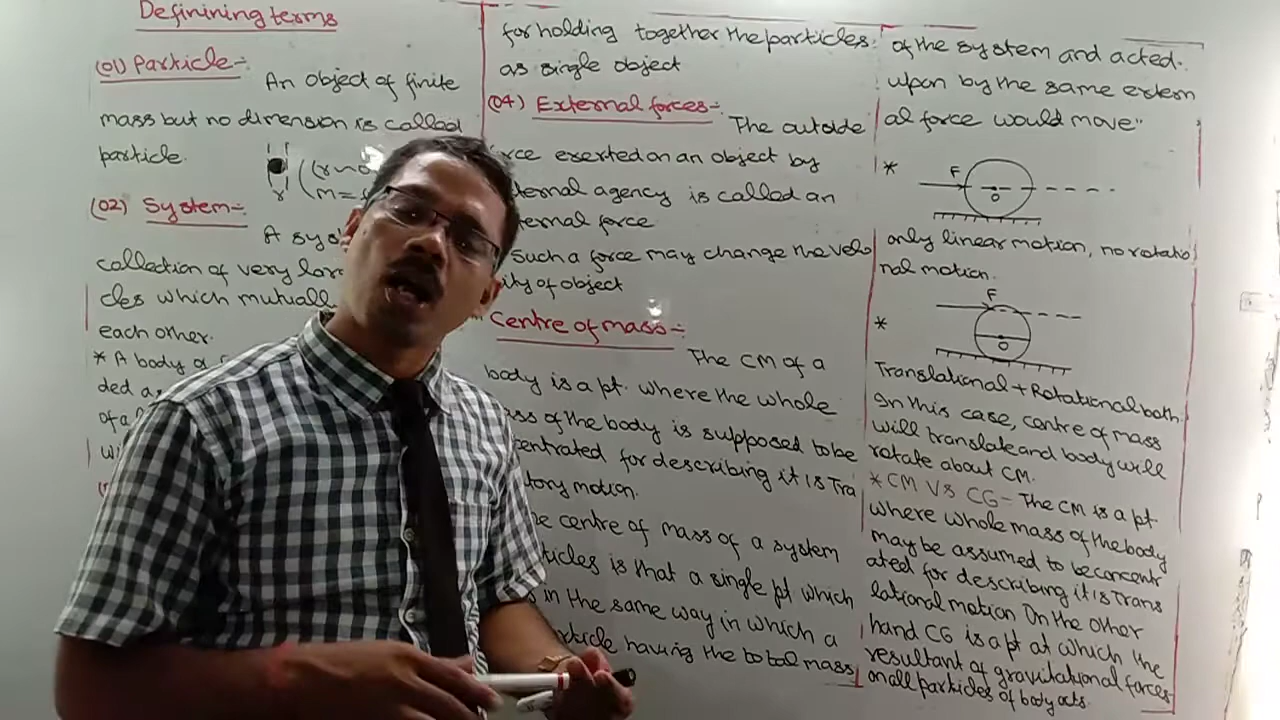 Definining terms
(01) Particle:-
An object of finite
mass but no dimension is called
particle.
(r=0
m=
(02) System:-
A sys
collection of very lar
cles which mutuall
each other.
* A body
ded as
of a
wi
for holding together the particles
as single object
(04) External forces:-
The outside
rce exerted on an object by
ternal agency is called an
ternal force
Such a force may change the velo
ity of object
Centre of mass:-
The CM of a
body is a pt. where the whole
ss of the body is supposed to be
entrated for describing it is Tra
tory motion.
e centre of mass of a system
ticles is that a single pt which
s in the same way in which a
rticle having the total mass
of the system and acted
upon by the same extern
al force would move"
*
F
O
only linear motion, no rotatio
nal motion.
F
*
O
Translational + Rotational both.
In this case, centre of mass
will translate and body will
rotate about CM.
* CM VS CG - The CM is a pt
where whole mass of the body
may be assumed to be concentr
ated for describing it is Trans
lational motion On the other
hand CG is a pt at which the
resultant of gravitational forces
on all particles of body acts.